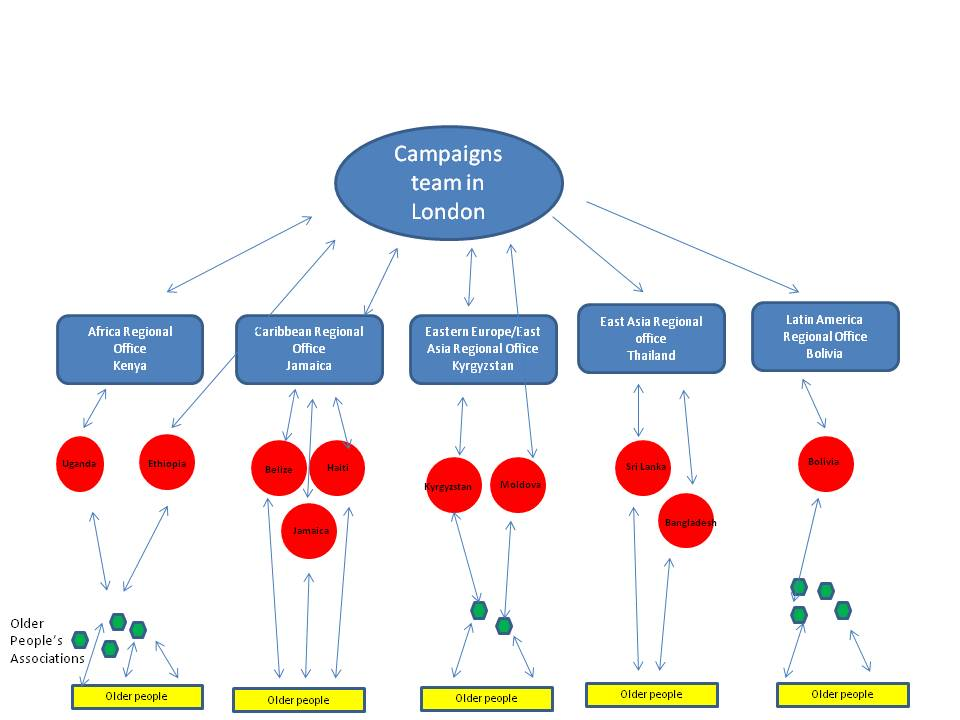 Campaigns
team in
London
Africa Regional
Office
Kenya
Caribbean Regional
Office
Jamaica
Eastern Europe/East
Asia Regional Office
Kyrgyzstan
East Asia Regional
office
Thailand
Latin America
Regional Office
Bolivia
Uganda
Ethiopia
Belize
Haiti
Jamaica
Kyrgyzstan
Moldova
Sri Lanka
Bangladesh
Bolivia
Older
People's
Associations
Older people
Older people
Older people
Older people
Older people